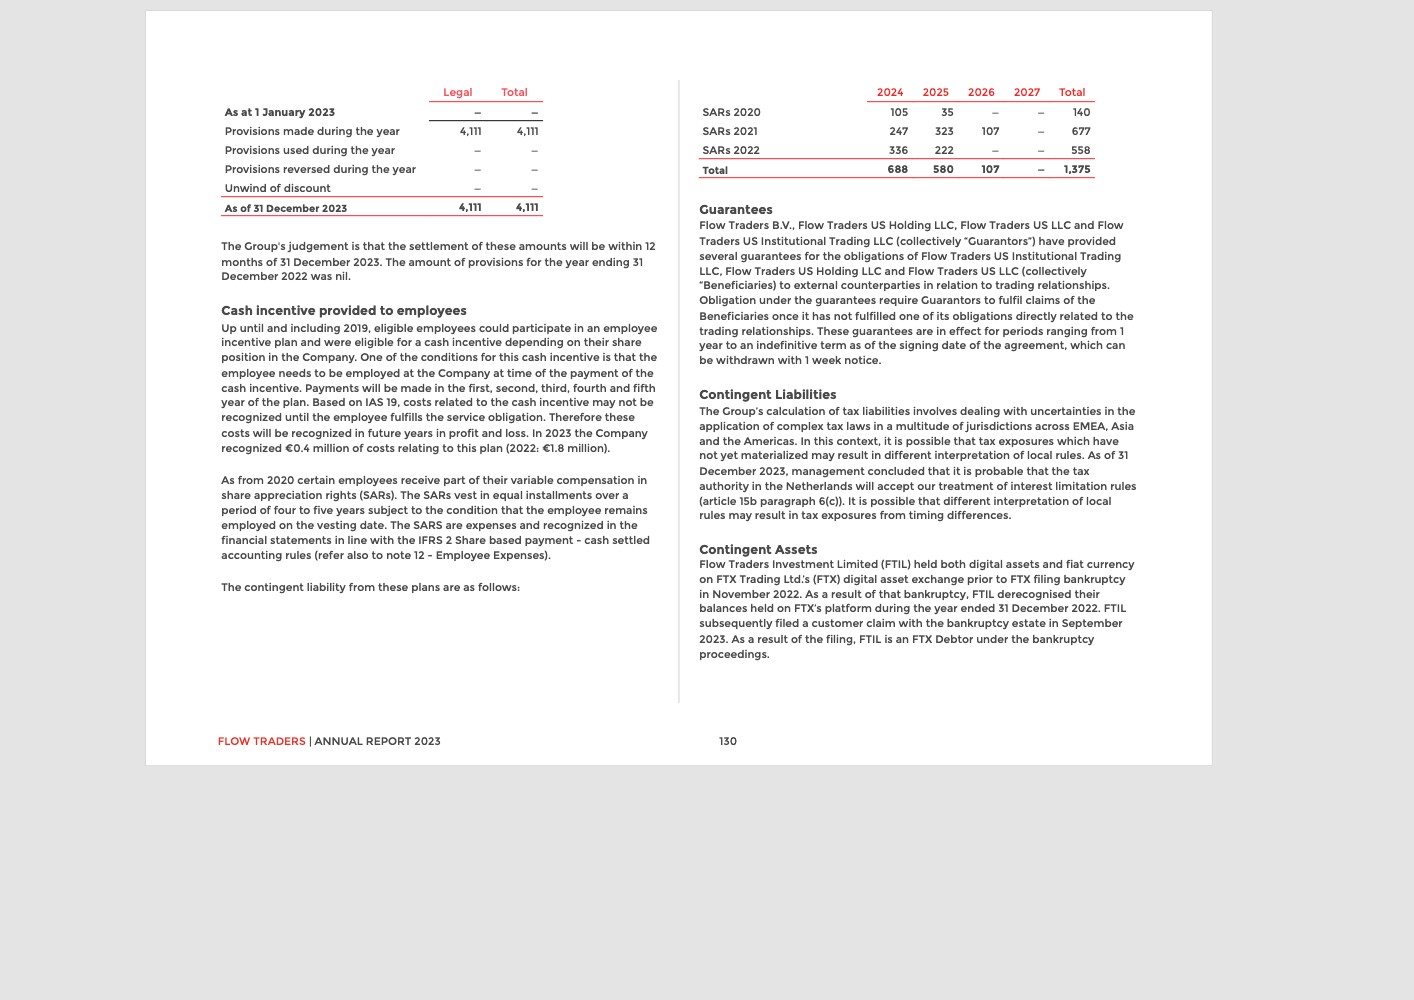 Legal Total
As at 1 January 2023 – –
Provisions made during the year 4,111 4,111
Provisions used during the year – –
Provisions reversed during the year – –
Unwind of discount – –
As of 31 December 2023 4,111 4,111
The Group's judgement is that the settlement of these amounts will be within 12
months of 31 December 2023. The amount of provisions for the year ending 31
December 2022 was nil.
Cash incentive provided to employees
Up until and including 2019, eligible employees could participate in an employee
incentive plan and were eligible for a cash incentive depending on their share
position in the Company. One of the conditions for this cash incentive is that the
employee needs to be employed at the Company at time of the payment of the
cash incentive. Payments will be made in the first, second, third, fourth and fifth
year of the plan. Based on IAS 19, costs related to the cash incentive may not be
recognized until the employee fulfills the service obligation. Therefore these
costs will be recognized in future years in profit and loss. In 2023 the Company
recognized €0.4 million of costs relating to this plan (2022: €1.8 million).
As from 2020 certain employees receive part of their variable compensation in
share appreciation rights (SARs). The SARs vest in equal installments over a
period of four to five years subject to the condition that the employee remains
employed on the vesting date. The SARS are expenses and recognized in the
financial statements in line with the IFRS 2 Share based payment - cash settled
accounting rules (refer also to note 12 - Employee Expenses).
The contingent liability from these plans are as follows:
2024 2025 2026 2027 Total
SARs 2020 105 35 – – 140
SARs 2021 247 323 107 – 677
SARs 2022 336 222 – – 558
Total 688 580 107 – 1,375
Guarantees
Flow Traders B.V., Flow Traders US Holding LLC, Flow Traders US LLC and Flow
Traders US Institutional Trading LLC (collectively "Guarantors") have provided
several guarantees for the obligations of Flow Traders US Institutional Trading
LLC, Flow Traders US Holding LLC and Flow Traders US LLC (collectively
"Beneficiaries) to external counterparties in relation to trading relationships.
Obligation under the guarantees require Guarantors to fulfil claims of the
Beneficiaries once it has not fulfilled one of its obligations directly related to the
trading relationships. These guarantees are in effect for periods ranging from 1
year to an indefinitive term as of the signing date of the agreement, which can
be withdrawn with 1 week notice.
Contingent Liabilities
The Group's calculation of tax liabilities involves dealing with uncertainties in the
application of complex tax laws in a multitude of jurisdictions across EMEA, Asia
and the Americas. In this context, it is possible that tax exposures which have
not yet materialized may result in different interpretation of local rules. As of 31
December 2023, management concluded that it is probable that the tax
authority in the Netherlands will accept our treatment of interest limitation rules
(article 15b paragraph 6(c)). It is possible that different interpretation of local
rules may result in tax exposures from timing differences.
Contingent Assets
Flow Traders Investment Limited (FTIL) held both digital assets and fiat currency
on FTX Trading Ltd.'s (FTX) digital asset exchange prior to FTX filing bankruptcy
in November 2022. As a result of that bankruptcy, FTIL derecognised their
balances held on FTX's platform during the year ended 31 December 2022. FTIL
subsequently filed a customer claim with the bankruptcy estate in September
2023. As a result of the filing, FTIL is an FTX Debtor under the bankruptcy
proceedings.
FLOW TRADERS | ANNUAL REPORT 2023 130